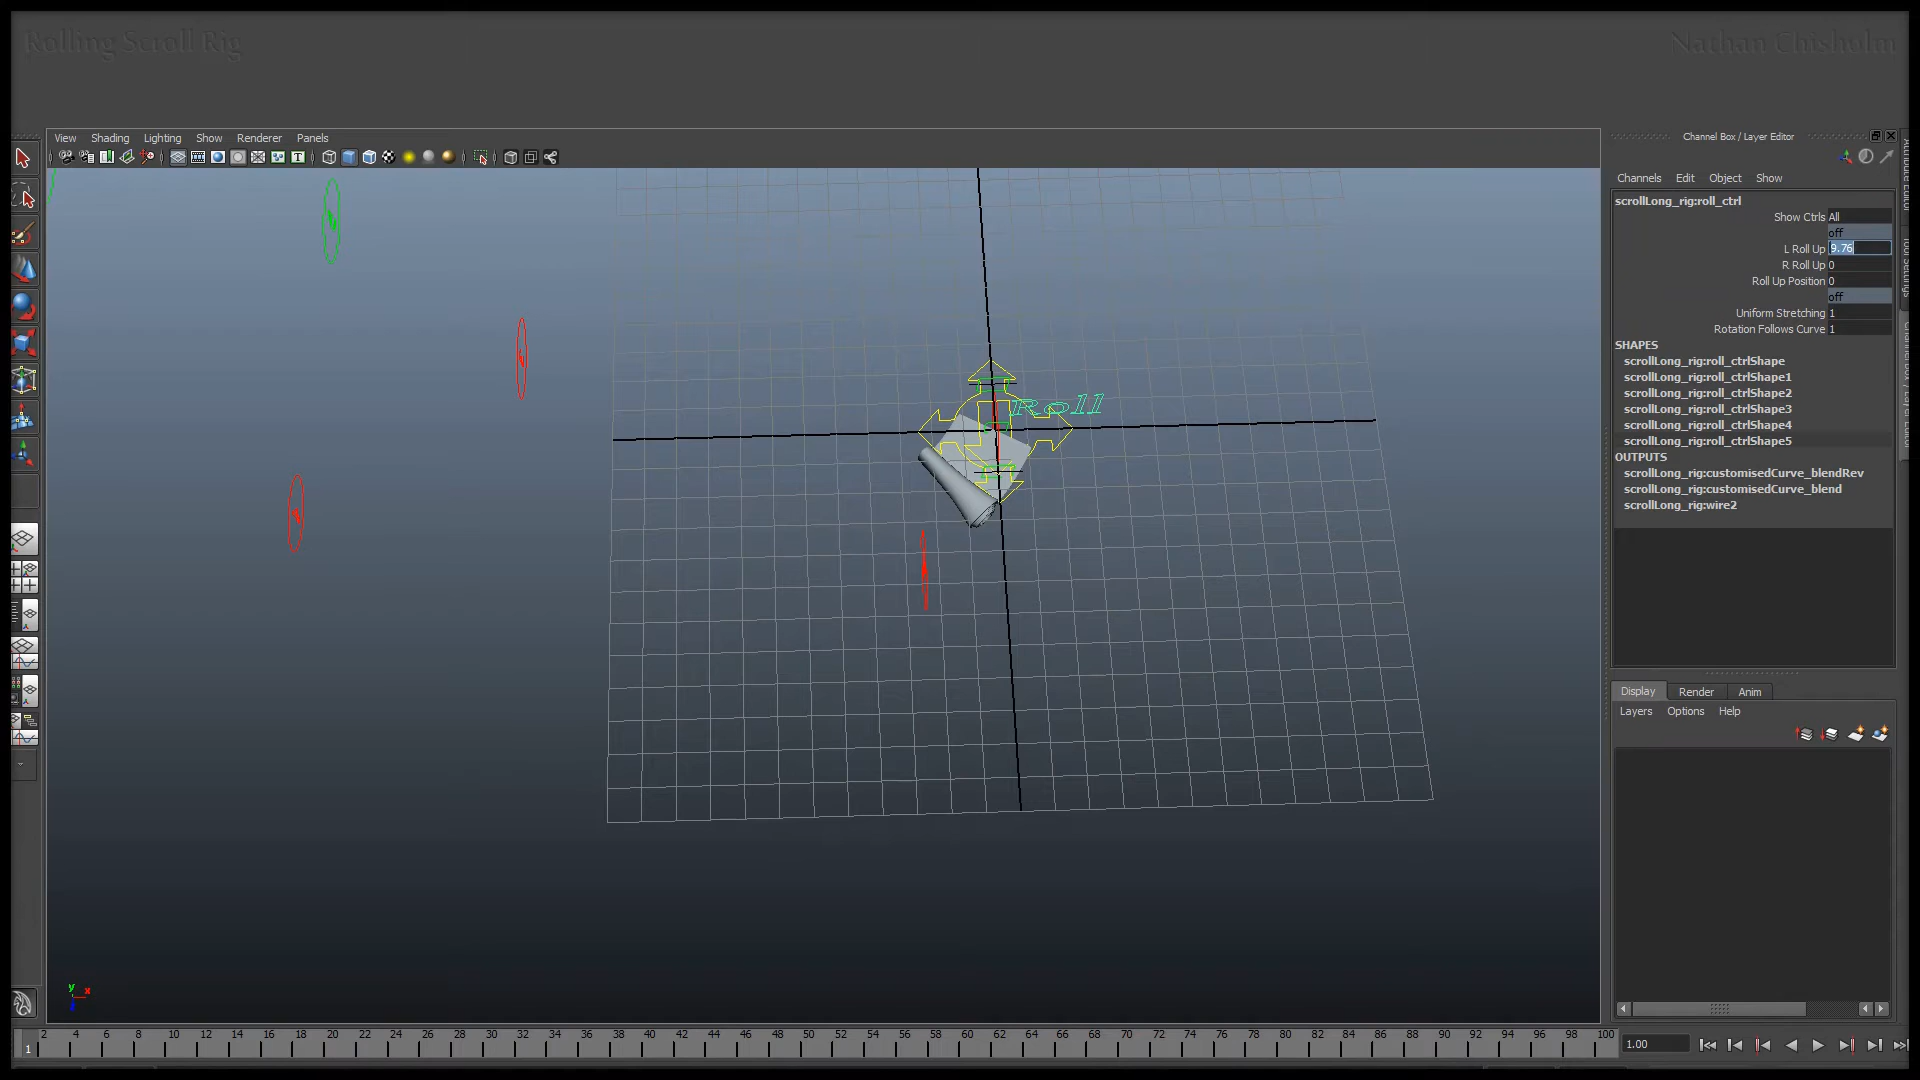 Rolling Scroll Rig
Nathan Chisholm
View Shading Lighting Show Renderer Panels
Channel Box / Layer Editor
Channels Edit Object Show
scrollLong_rig:roll_ctrl
Show Ctrls All
off
L Roll Up 9.76
R Roll Up 0
Roll Up Position 0
off
Uniform Stretching 1
Rotation Follows Curve 1
SHAPES
scrollLong_rig:roll_ctrlShape
scrollLong_rig:roll_ctrlShape1
scrollLong_rig:roll_ctrlShape2
scrollLong_rig:roll_ctrlShape3
scrollLong_rig:roll_ctrlShape4
scrollLong_rig:roll_ctrlShape5
OUTPUTS
scrollLong_rig:customisedCurve_blendRev
scrollLong_rig:customisedCurve_blend
scrollLong_rig:wire2
Roll
Display Render Anim
Layers Options Help
y x
2 4 6 8 10 12 14 16 18 20 22 24 26 28 30 32 34 36 38 40 42 44 46 48 50 52 54 56 58 60 62 64 66 68 70 72 74 76 78 80 82 84 86 88 90 92 94 96 98 100
1
1.00